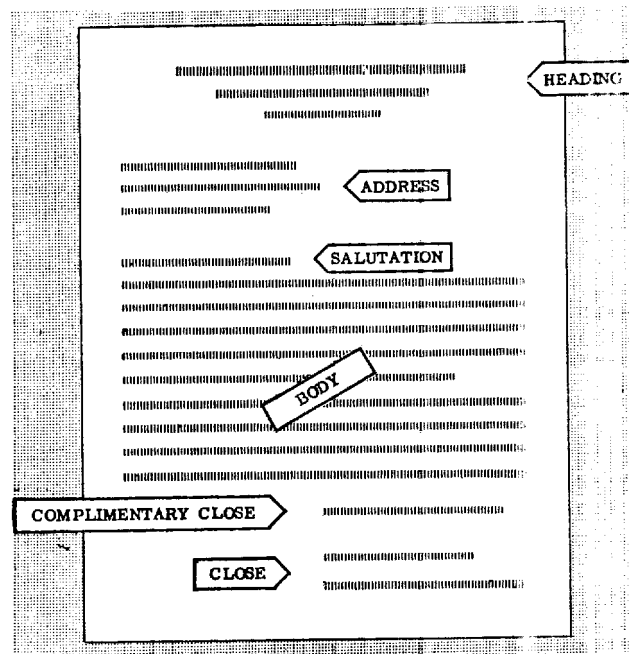 HEADING
ADDRESS
SALUTATION
BODY
COMPLIMENTARY CLOSE
CLOSE